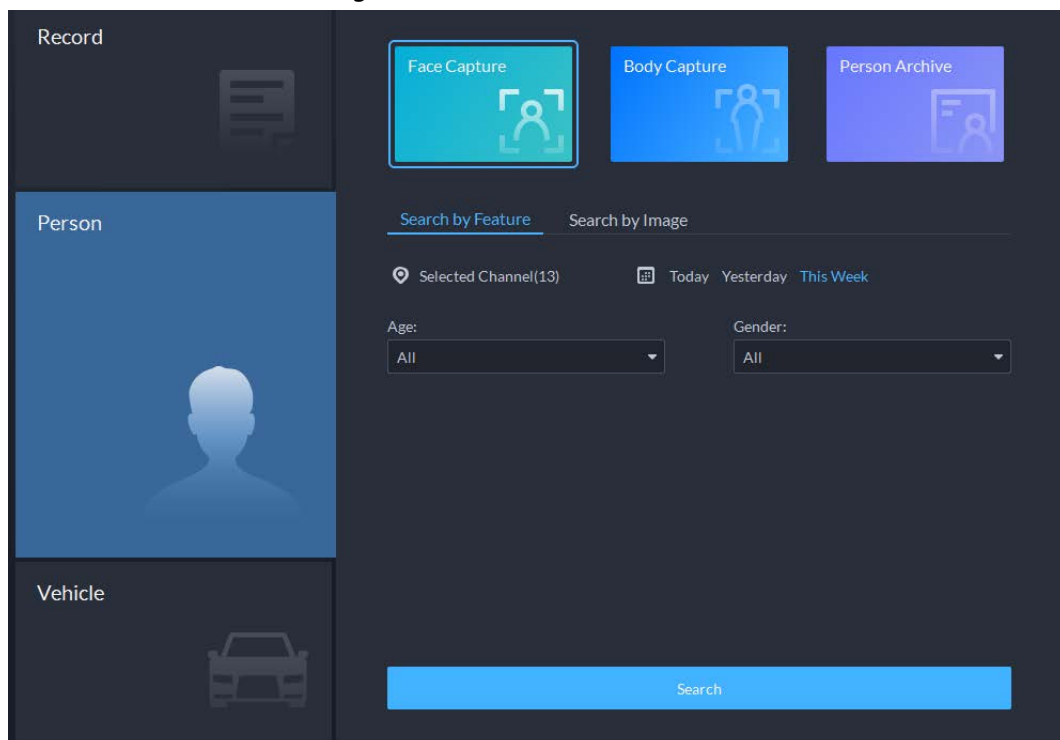 Record
Face Capture
Body Capture
Person Archive
Person
Search by Feature Search by Image
Selected Channel(13) Today Yesterday This Week
Age: Gender:
All All
Vehicle
Search